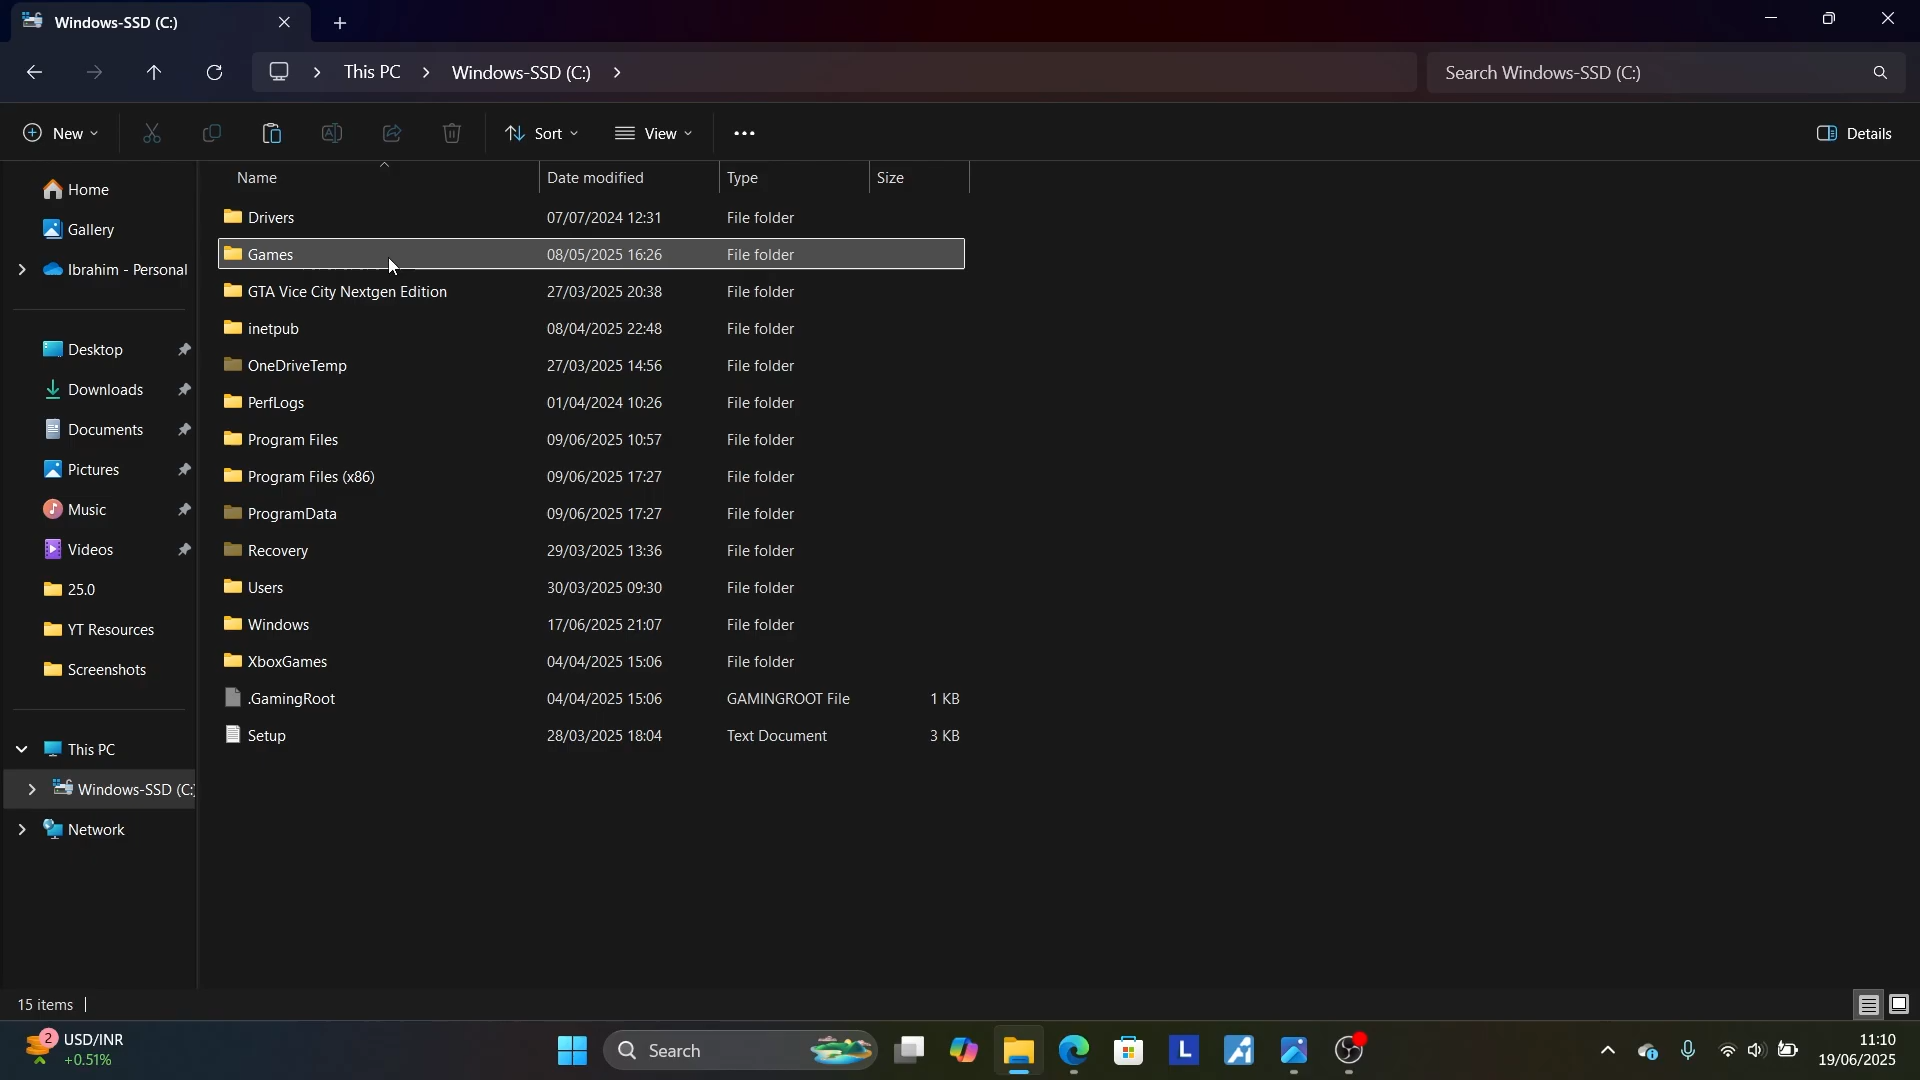 Windows-SSD (C:)
This PC > Windows-SSD (C:) >
Search Windows-SSD (C:)
New
Sort
View
Details
Name Date modified Type Size
Home
Gallery
Ibrahim - Personal
Desktop
Downloads
Documents
Pictures
Music
Videos
25.0
YT Resources
Screenshots
This PC
Windows-SSD (C:)
Network
Drivers 07/07/2024 12:31 File folder
Games 08/05/2025 16:26 File folder
GTA Vice City Nextgen Edition 27/03/2025 20:38 File folder
inetpub 08/04/2025 22:48 File folder
OneDriveTemp 27/03/2025 14:56 File folder
PerfLogs 01/04/2024 10:26 File folder
Program Files 09/06/2025 10:57 File folder
Program Files (x86) 09/06/2025 17:27 File folder
ProgramData 09/06/2025 17:27 File folder
Recovery 29/03/2025 13:36 File folder
Users 30/03/2025 09:30 File folder
Windows 17/06/2025 21:07 File folder
XboxGames 04/04/2025 15:06 File folder
.GamingRoot 04/04/2025 15:06 GAMINGROOT File 1 KB
Setup 28/03/2025 18:04 Text Document 3 KB
15 items
2 USD/INR
+0.51%
Search
L
11:10
19/06/2025